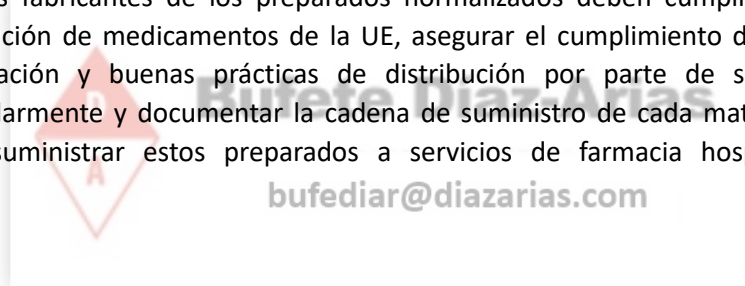 s fabricantes de los preparados normalizados deben cumpli
ción de medicamentos de la UE, asegurar el cumplimiento d
ación y buenas prácticas de distribución por parte de s
larmente y documentar la cadena de suministro de cada mat
suministrar estos preparados a servicios de farmacia hosp
D
A
Bufete Diaz-Arias
bufediar@diazarias.com